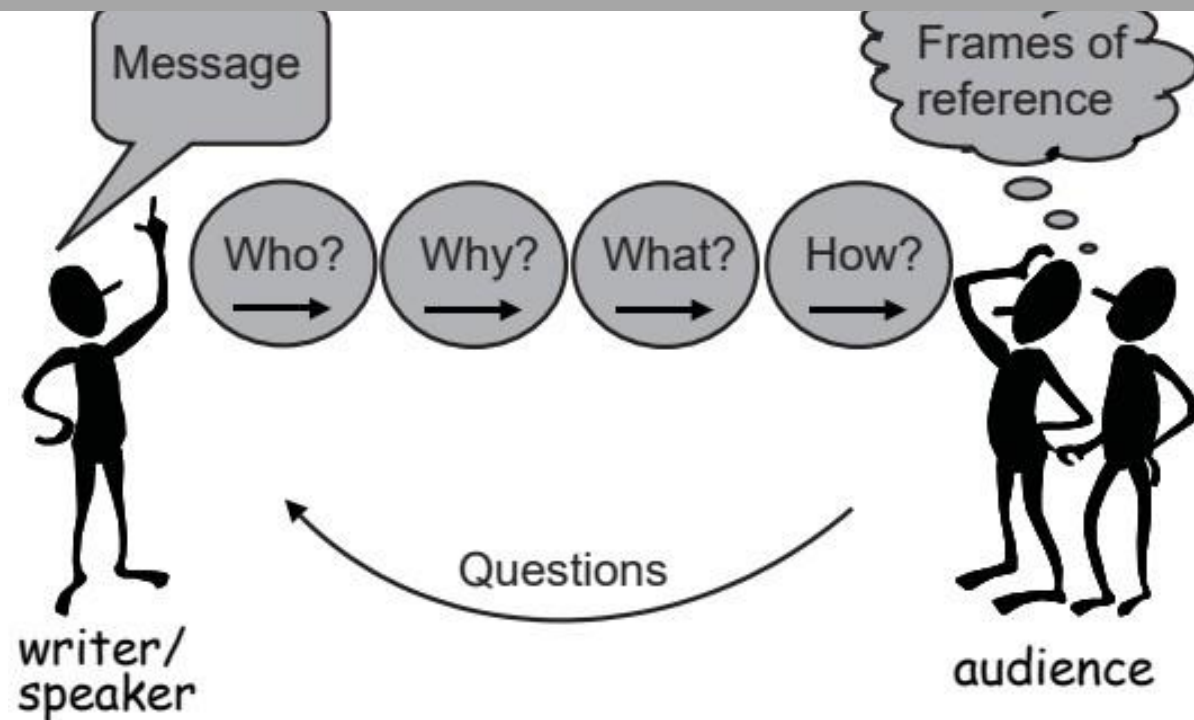 Message
Frames of
reference
Who?
Why?
What?
How?
Questions
writer/
speaker
audience